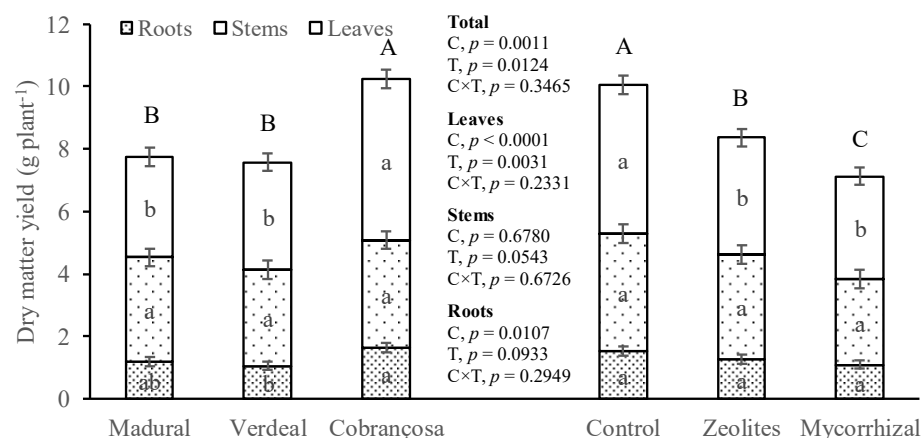 Dry matter yield (g plant⁻¹)
12
10
8
6
4
2
0
Roots Stems Leaves
B
b
a
ab
B
b
a
b
A
a
a
a
Total
C, p = 0.0011
T, p = 0.0124
C×T, p = 0.3465
Leaves
C, p < 0.0001
T, p = 0.0031
C×T, p = 0.2331
Stems
C, p = 0.6780
T, p = 0.0543
C×T, p = 0.6726
Roots
C, p = 0.0107
T, p = 0.0933
C×T, p = 0.2949
A
a
a
a
B
b
a
a
C
b
a
a
Madural Verdeal Cobrançosa Control Zeolites Mycorrhizal